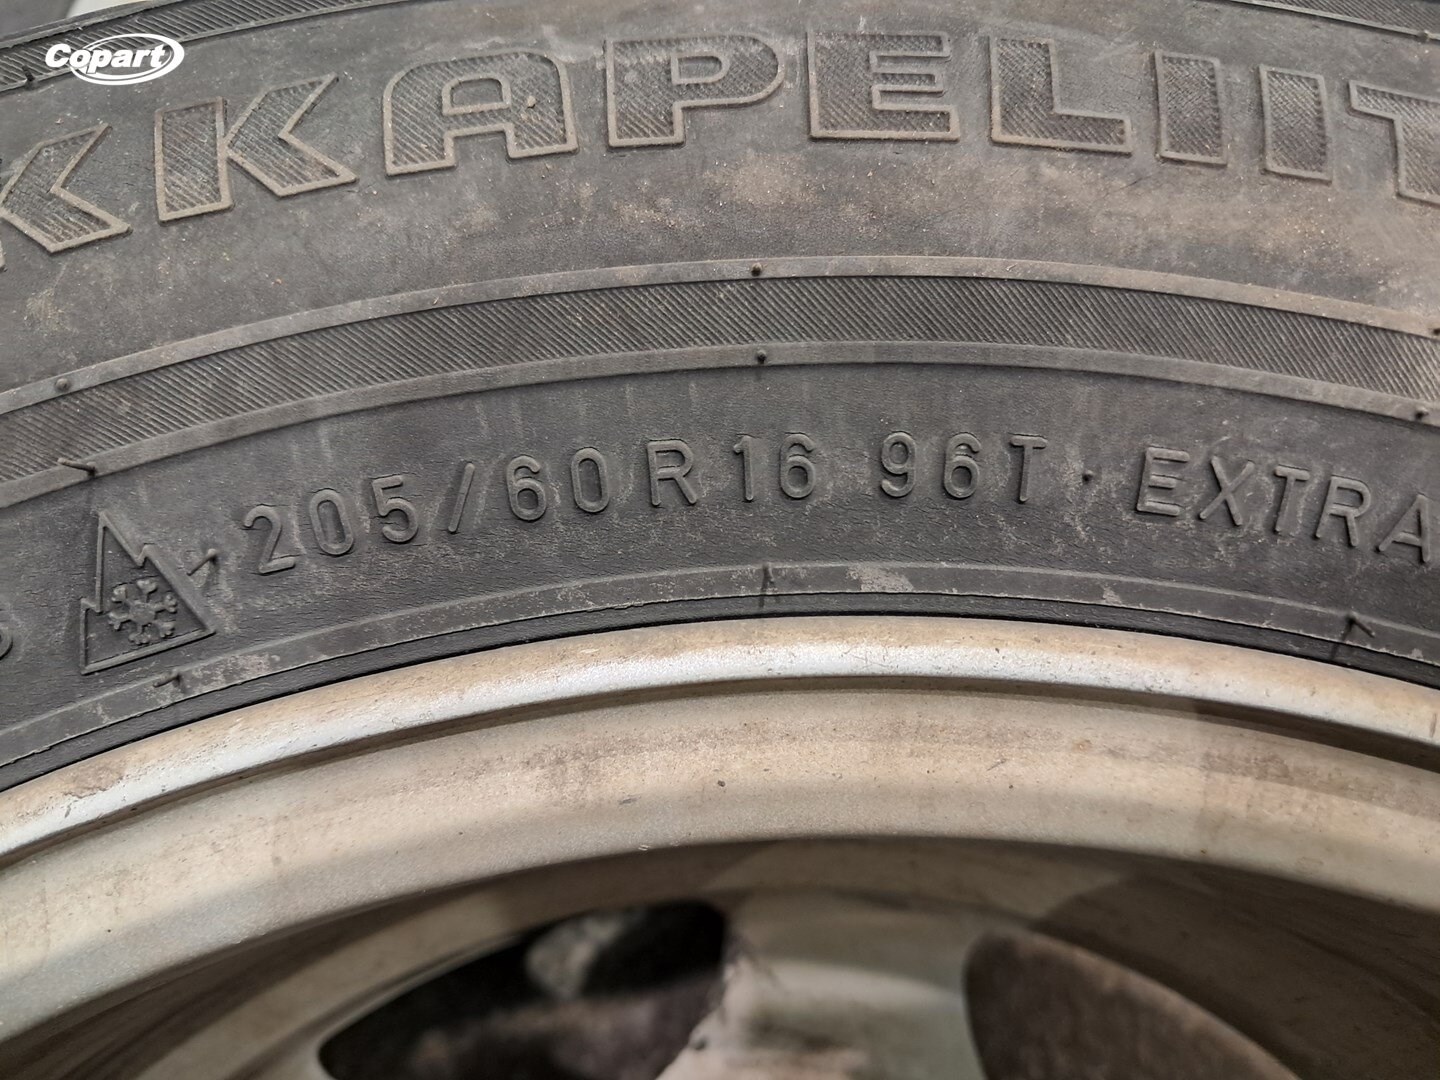 Copart
KKAPELIIT
205/60R16 96T · EXTRA